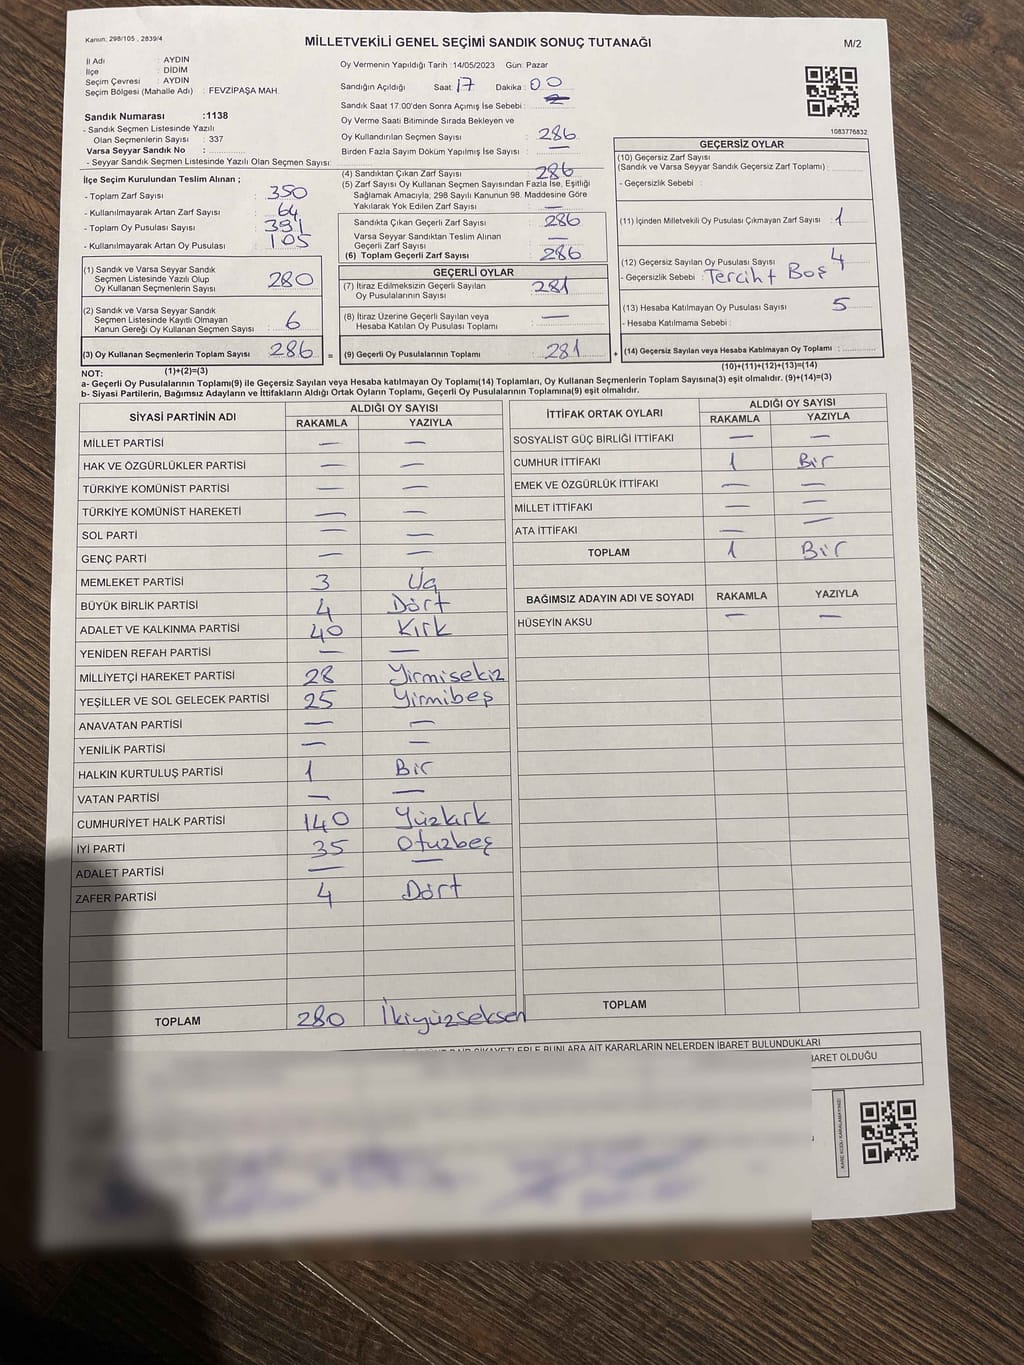 Kanun: 298/105 , 2839/4
MİLLETVEKİLİ GENEL SEÇİMİ SANDIK SONUÇ TUTANAĞI
M/2
İl Adı : AYDIN
İlçe : DİDİM
Seçim Çevresi : AYDIN
Seçim Bölgesi (Mahalle Adı) : FEVZİPAŞA MAH.
Sandık Numarası :1138
- Sandık Seçmen Listesinde Yazılı
Olan Seçmenlerin Sayısı : 337
Varsa Seyyar Sandık No :
- Seyyar Sandık Seçmen Listesinde Yazılı Olan Seçmen Sayısı:
Oy Vermenin Yapıldığı Tarih :14/05/2023 Gün: Pazar
Sandığın Açıldığı Saat: 17 Dakika : 00
Sandık Saat 17:00'den Sonra Açımış İse Sebebi :
Oy Verme Saati Bitiminde Sırada Bekleyen ve
Oy Kullandırılan Seçmen Sayısı : 286
Birden Fazla Sayım Döküm Yapılmış İse Sayısı : —
1083776832
İlçe Seçim Kurulundan Teslim Alınan ;
- Toplam Zarf Sayısı : 350
- Kullanılmayarak Artan Zarf Sayısı : 64
- Toplam Oy Pusulası Sayısı : 391
- Kullanılmayarak Artan Oy Pusulası : 105
(4) Sandıktan Çıkan Zarf Sayısı : 286
(5) Zarf Sayısı Oy Kullanan Seçmen Sayısından Fazla İse, Eşitliği
Sağlamak Amacıyla, 298 Sayılı Kanunun 98. Maddesine Göre
Yakılarak Yok Edilen Zarf Sayısı : —
Sandıkta Çıkan Geçerli Zarf Sayısı : 286
Varsa Seyyar Sandıktan Teslim Alınan
Geçerli Zarf Sayısı : —
(6) Toplam Geçerli Zarf Sayısı : 286
GEÇERSİZ OYLAR
(10) Geçersiz Zarf Sayısı
(Sandık ve Varsa Seyyar Sandık Geçersiz Zarf Toplamı) :
- Geçersizlik Sebebi :
(11) İçinden Milletvekili Oy Pusulası Çıkmayan Zarf Sayısı : 1
(12) Geçersiz Sayılan Oy Pusulası Sayısı : 4
- Geçersizlik Sebebi : Tercih Boş
(13) Hesaba Katılmayan Oy Pusulası Sayısı : 5
- Hesaba Katılmama Sebebi :
(14) Geçersiz Sayılan veya Hesaba Katılmayan Oy Toplamı :
(10)+(11)+(12)+(13)=(14)
(1) Sandık ve Varsa Seyyar Sandık
Seçmen Listesinde Yazılı Olup
Oy Kullanan Seçmenlerin Sayısı : 280
(2) Sandık ve Varsa Seyyar Sandık
Seçmen Listesinde Kayıtlı Olmayan
Kanun Gereği Oy Kullanan Seçmen Sayısı : 6
(3) Oy Kullanan Seçmenlerin Toplam Sayısı : 286 =
(1)+(2)=(3)
GEÇERLİ OYLAR
(7) İtiraz Edilmeksizin Geçerli Sayılan
Oy Pusulalarının Sayısı : 281
(8) İtiraz Üzerine Geçerli Sayılan veya
Hesaba Katılan Oy Pusulası Toplamı : —
(9) Geçerli Oy Pusulalarının Toplamı : 281 +
NOT:
a- Geçerli Oy Pusulalarının Toplamı(9) ile Geçersiz Sayılan veya Hesaba katılmayan Oy Toplamı(14) Toplamları, Oy Kullanan Seçmenlerin Toplam Sayısına(3) eşit olmalıdır. (9)+(14)=(3)
b- Siyasi Partilerin, Bağımsız Adayların ve İttifakların Aldığı Ortak Oyların Toplamı, Geçerli Oy Pusulalarının Toplamına(9) eşit olmalıdır.
SİYASİ PARTİNİN ADI ALDIĞI OY SAYISI
RAKAMLA YAZIYLA
MİLLET PARTİSİ — —
HAK VE ÖZGÜRLÜKLER PARTİSİ — —
TÜRKİYE KOMÜNİST PARTİSİ — —
TÜRKİYE KOMÜNİST HAREKETİ — —
SOL PARTİ — —
GENÇ PARTİ — —
MEMLEKET PARTİSİ 3 Üç
BÜYÜK BİRLİK PARTİSİ 4 Dört
ADALET VE KALKINMA PARTİSİ 40 Kırk
YENİDEN REFAH PARTİSİ — —
MİLLİYETÇİ HAREKET PARTİSİ 28 Yirmisekiz
YEŞİLLER VE SOL GELECEK PARTİSİ 25 Yirmibeş
ANAVATAN PARTİSİ — —
YENİLİK PARTİSİ — —
HALKIN KURTULUŞ PARTİSİ 1 Bir
VATAN PARTİSİ — —
CUMHURİYET HALK PARTİSİ 140 Yüzkırk
İYİ PARTİ 35 Otuzbeş
ADALET PARTİSİ — —
ZAFER PARTİSİ 4 Dört
TOPLAM 280 İkiyüzseksen
İTTİFAK ORTAK OYLARI ALDIĞI OY SAYISI
RAKAMLA YAZIYLA
SOSYALİST GÜÇ BİRLİĞİ İTTİFAKI — —
CUMHUR İTTİFAKI 1 Bir
EMEK VE ÖZGÜRLÜK İTTİFAKI — —
MİLLET İTTİFAKI — —
ATA İTTİFAKI — —
TOPLAM 1 Bir
BAĞIMSIZ ADAYIN ADI VE SOYADI RAKAMLA YAZIYLA
HÜSEYİN AKSU — —
TOPLAM
BUNLARA AİT KARARLARIN NELERDEN İBARET BULUNDUKLARI
İBARET OLDUĞU
KARE KODU KARALAMAYINIZ!